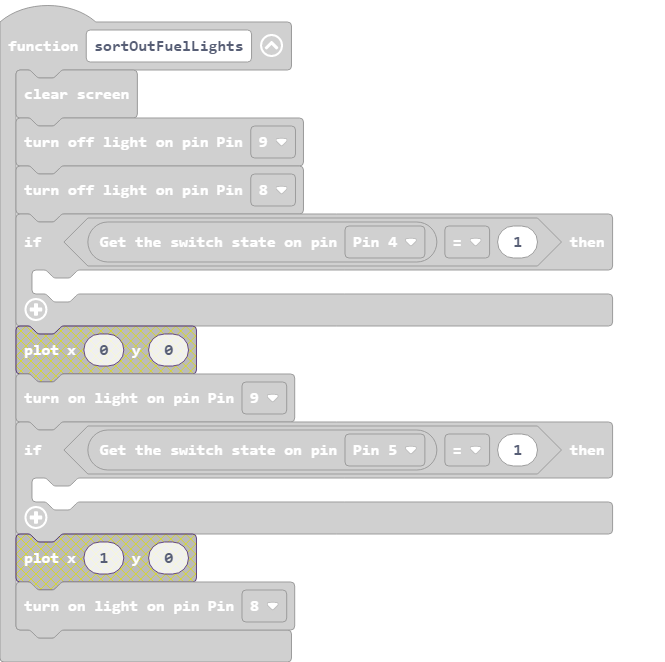 function sortOutFuelLights
clear screen
turn off light on pin Pin 9
turn off light on pin Pin 8
if Get the switch state on pin Pin 4 = 1 then
plot x 0 y 0
turn on light on pin Pin 9
if Get the switch state on pin Pin 5 = 1 then
plot x 1 y 0
turn on light on pin Pin 8